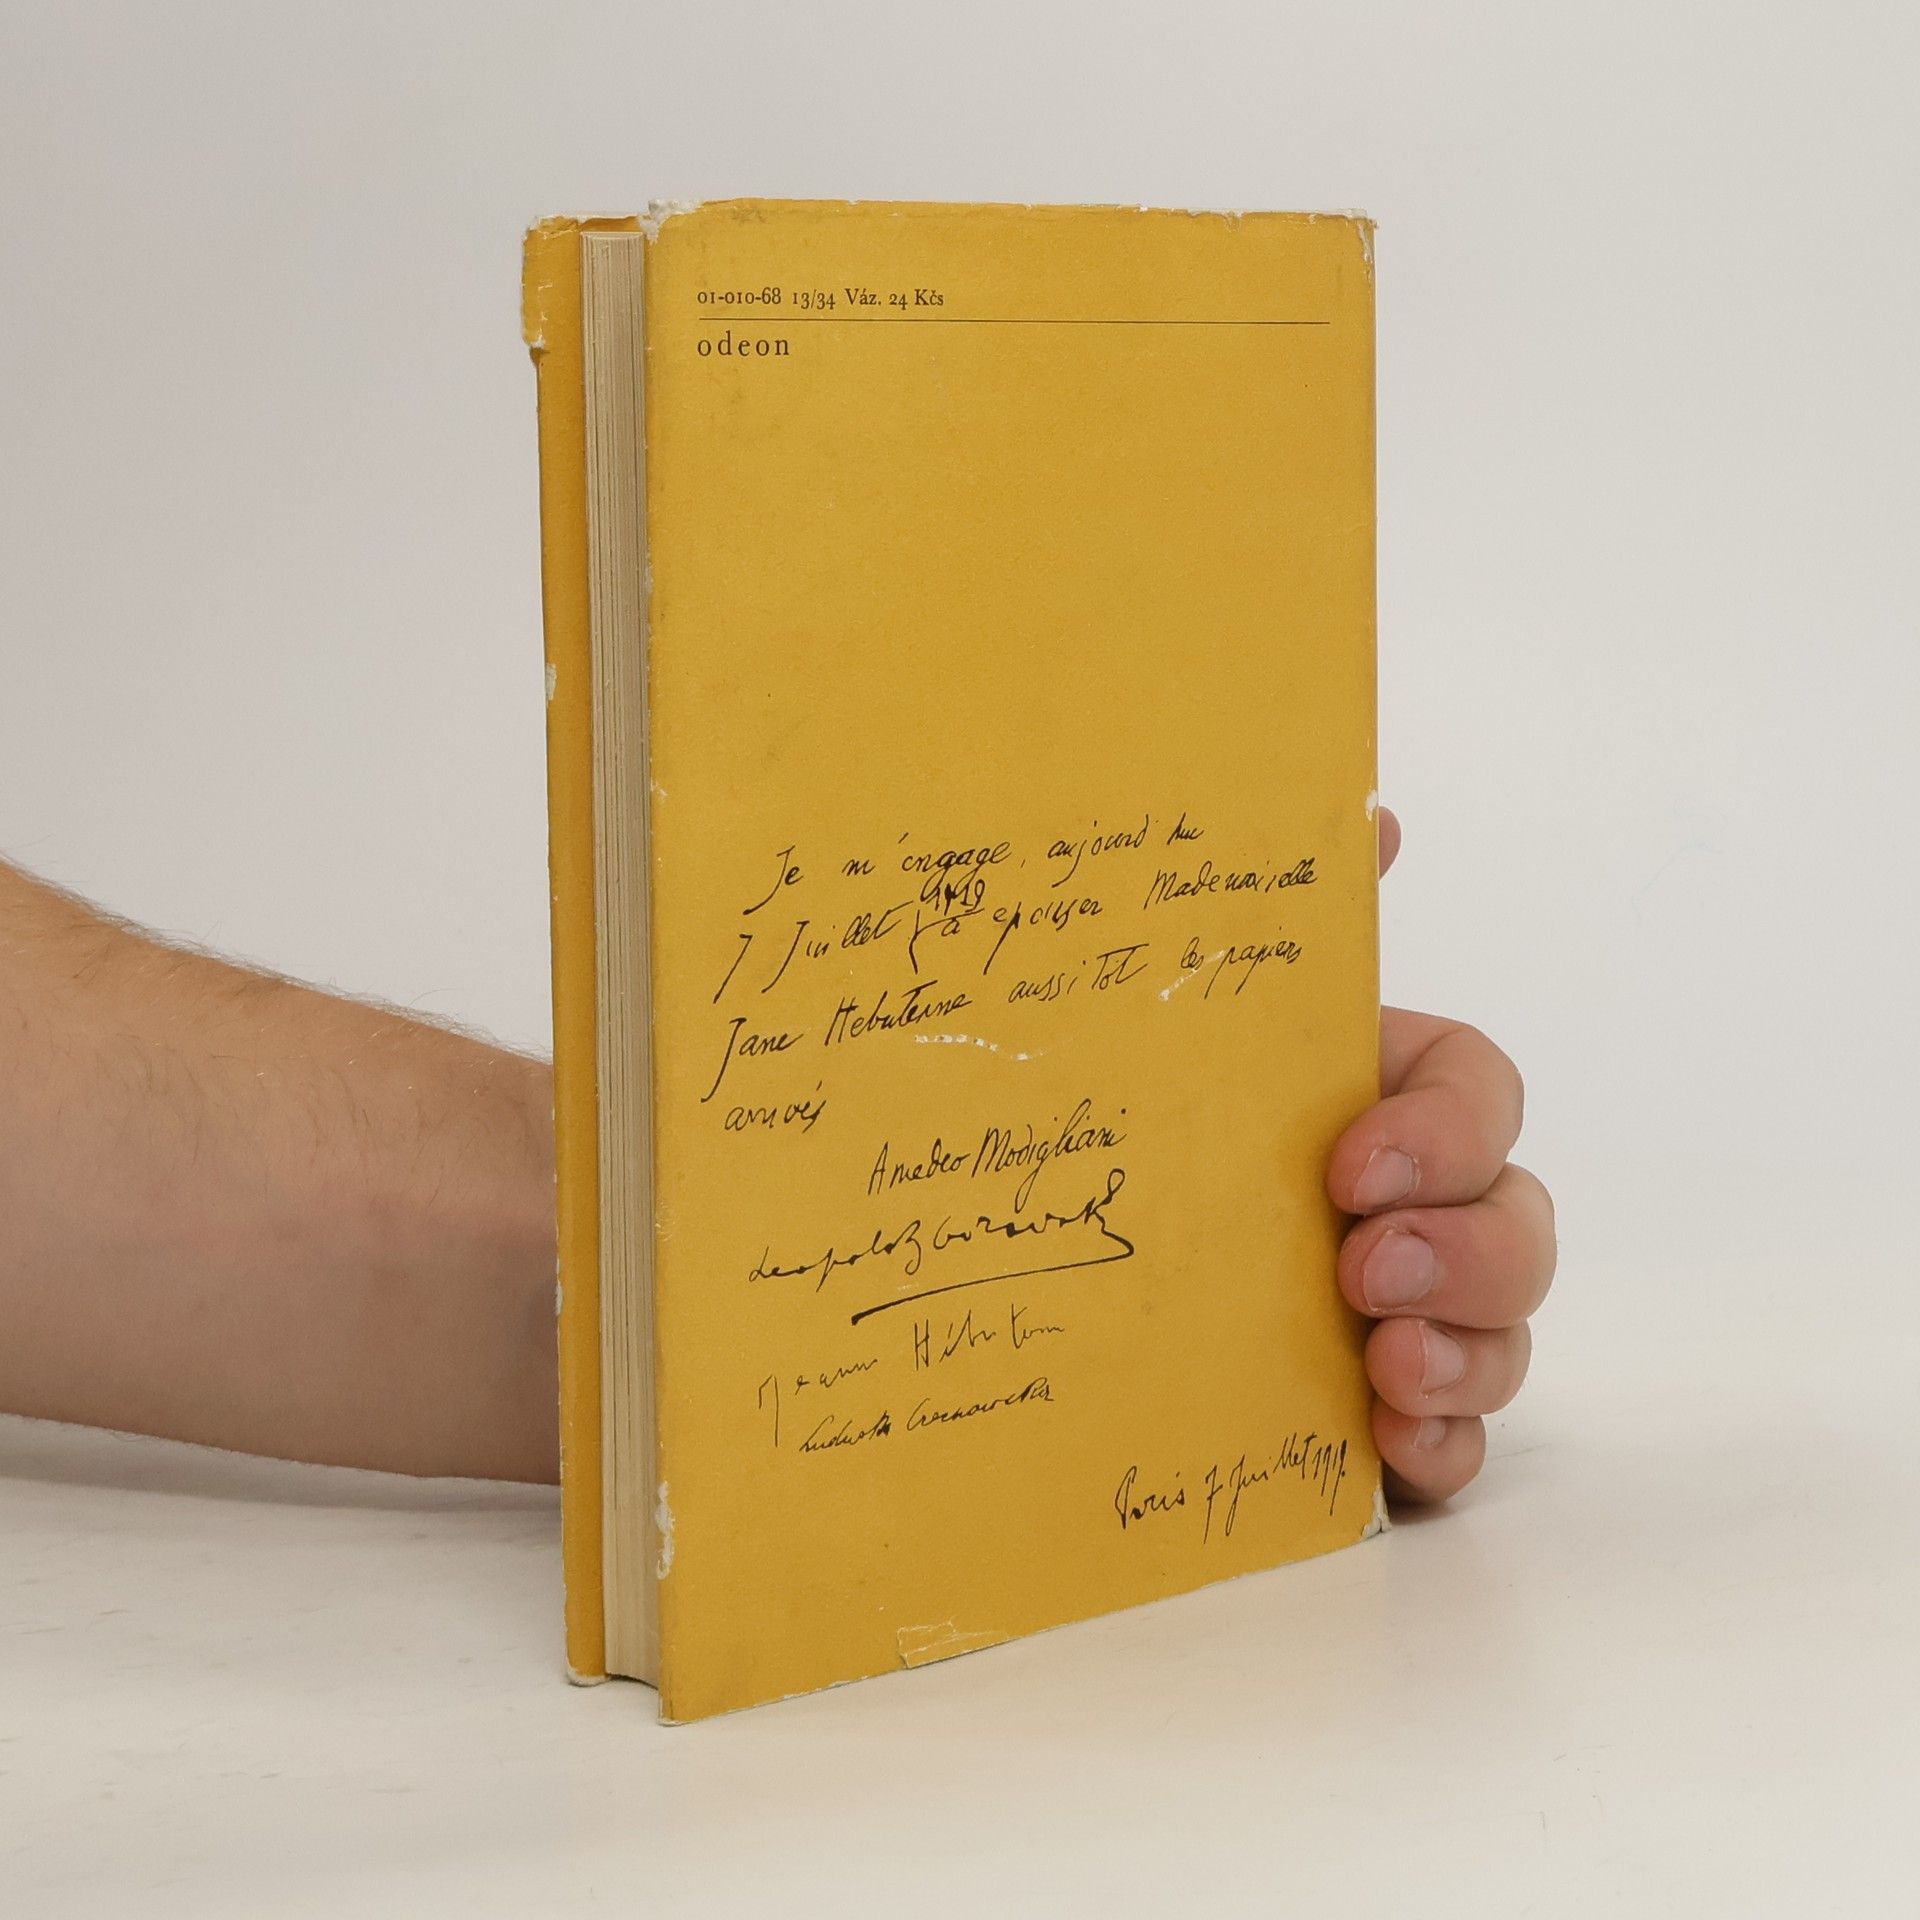 01-010-68 13/34 Váz. 24 Kčs
odeon
Je m'engage, aujourd hui
7 Juillet 1919 à epouser Mademoiselle
Jane Hebuterne aussitôt les papiers
arrivés
Amedeo Modigliani
Leopold Zborowski
Jeanne Hébuterne
Lunia Czechowska
Paris 7 Juillet 1919